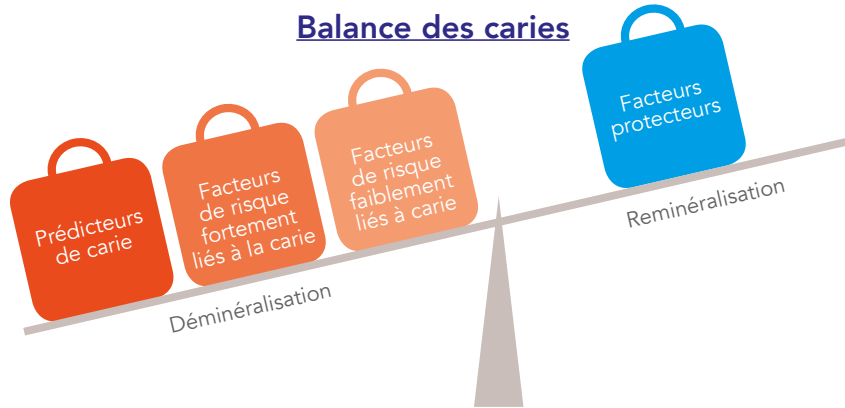 Balance des caries
Prédicteurs
de carie
Facteurs
de risque
fortement
liés à la carie
Facteurs
de risque
faiblement
liés à carie
Facteurs
protecteurs
Déminéralisation
Reminéralisation